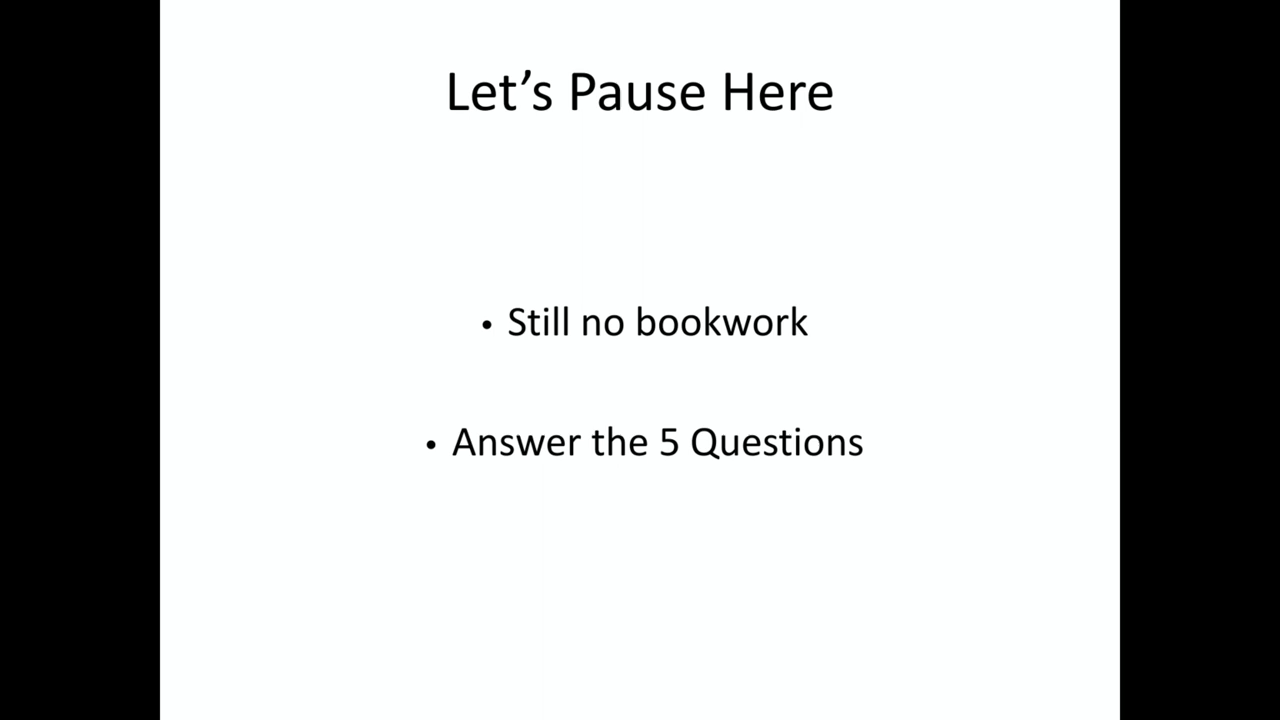 Let’s Pause Here
• Still no bookwork
• Answer the 5 Questions